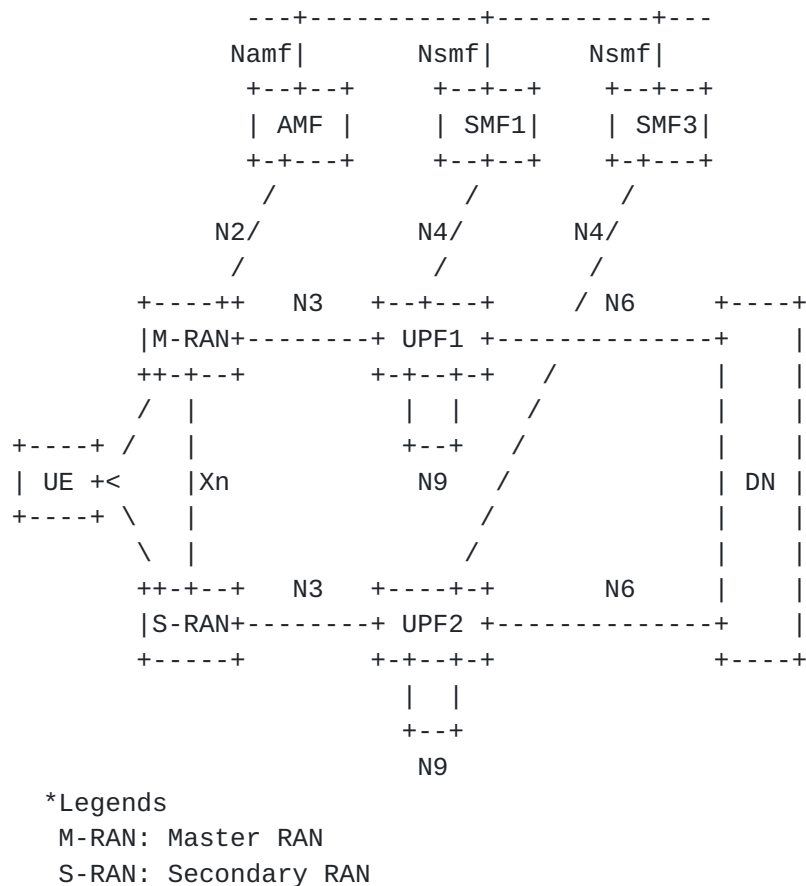 ---+-----------+-----------+---
              Namf|       Nsmf|      Nsmf|
               +--+--+     +--+--+    +--+--+
               | AMF |     | SMF1|    | SMF3|
               +-+---+     +--+--+    +-+---+
                /             /         /
             N2/          N4/       N4/
              /            /         /
        +----++   N3   +--+---+     / N6     +----+
        |M-RAN+--------+ UPF1 +--------------+    |
        ++-+--+        +-+--+-+   /          |    |
        /  |             |  |    /           |    |
+----+ /   |             +--+   /            |    |
| UE +<    |Xn            N9   /             | DN |
+----+ \   |                  /              |    |
        \  |                 /               |    |
        ++-+--+   N3   +----+-+       N6     |    |
        |S-RAN+--------+ UPF2 +--------------+    |
        +-----+        +-+--+-+              +----+
                         |  |
                         +--+
                          N9
  *Legends
   M-RAN: Master RAN
   S-RAN: Secondary RAN